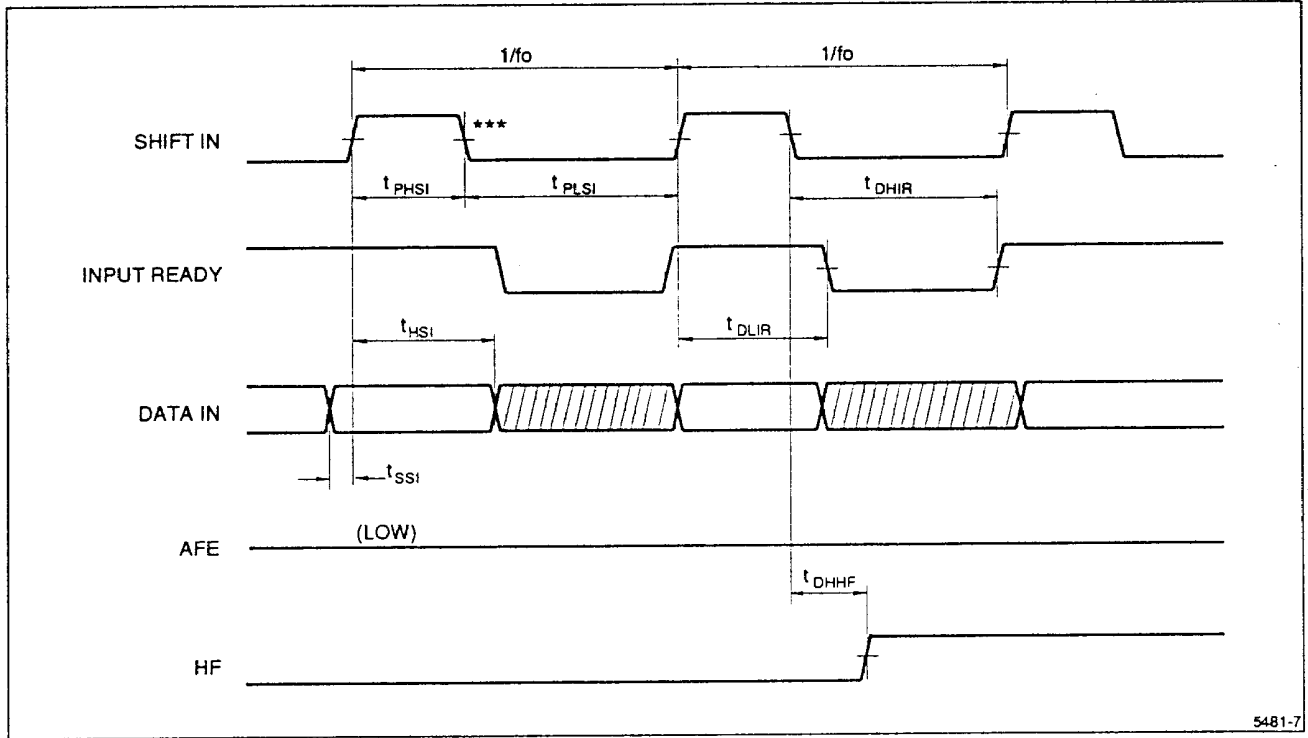 1/fo 1/fo
SHIFT IN ***
t PHSI t PLSI t DHIR
INPUT READY
t HSI t DLIR
DATA IN
t SSI
AFE (LOW)
t DHHF
HF
5481-7